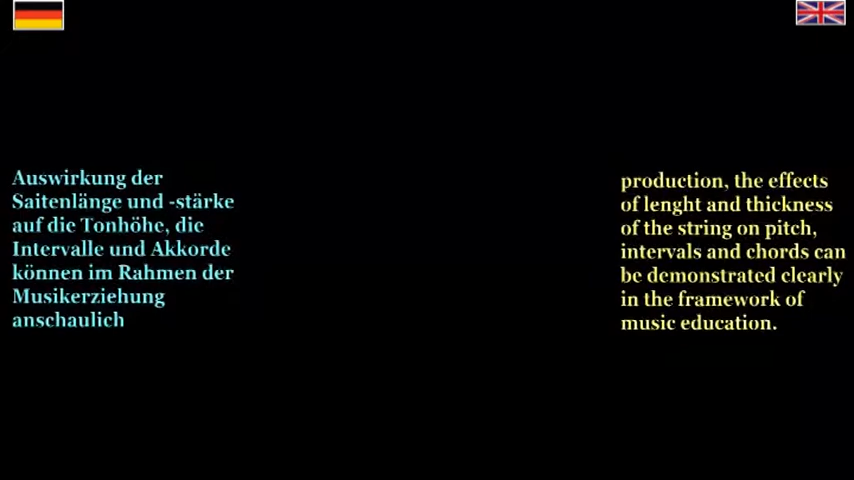 Auswirkung der
Saitenlänge und -stärke
auf die Tonhöhe, die
Intervalle und Akkorde
können im Rahmen der
Musikerziehung
anschaulich
production, the effects
of lenght and thickness
of the string on pitch,
intervals and chords can
be demonstrated clearly
in the framework of
music education.